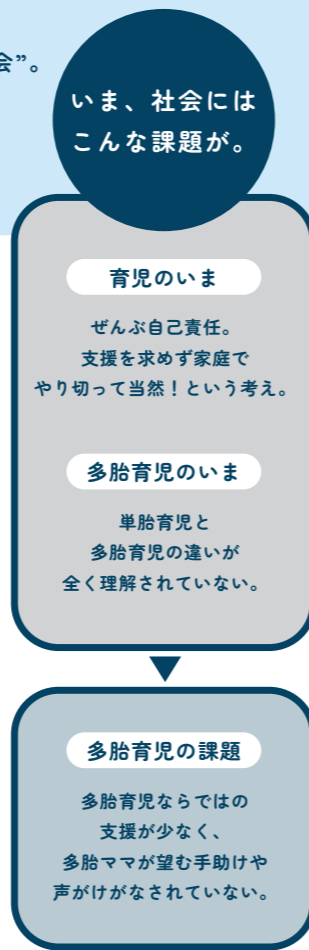 会”。
いま、社会には
こんな課題が。
育児のいま
ぜんぶ自己責任。
支援を求めず家庭で
やり切って当然！という考え。
多胎育児のいま
単胎育児と
多胎育児の違いが
全く理解されていない。
多胎育児の課題
多胎育児ならではの
支援が少なく、
多胎ママが望む手助けや
声がけがなされていない。